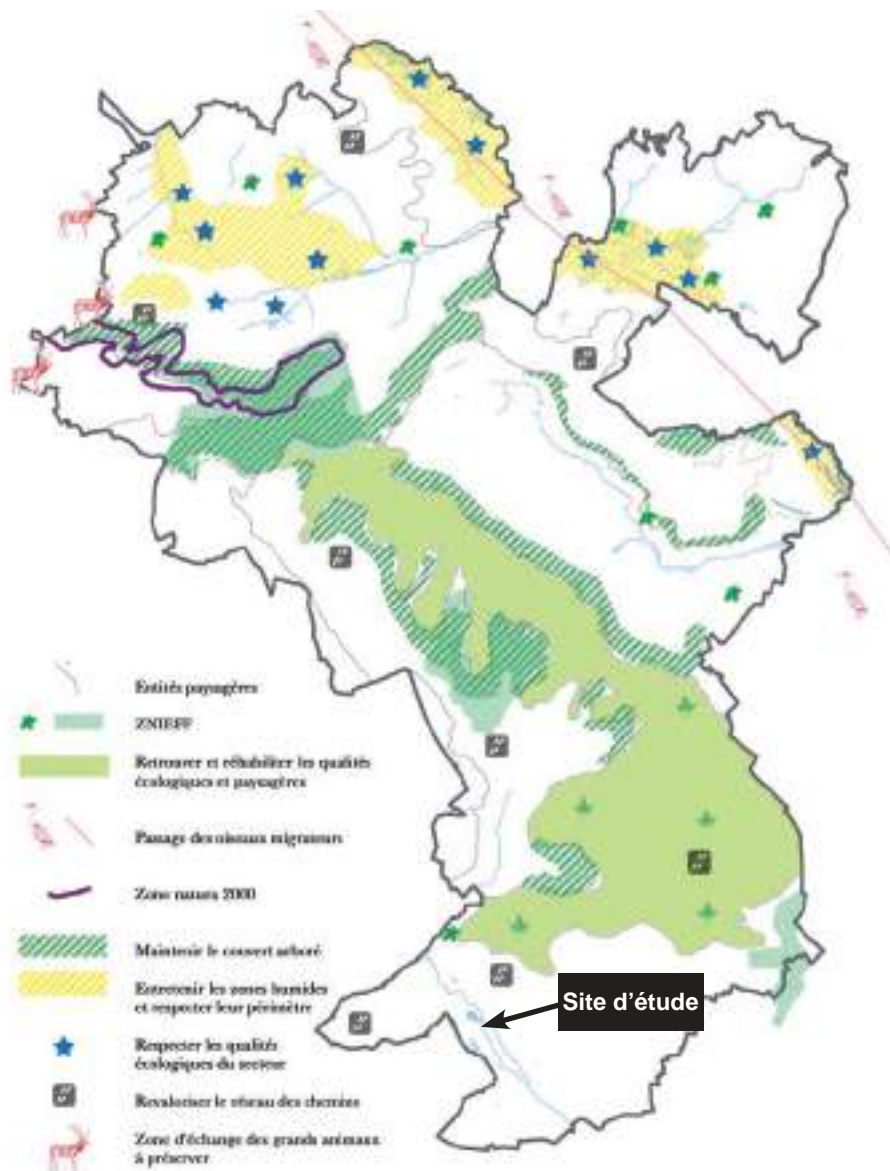 Site d'étude
Entités paysagères
ZNIEFF
Retrouver et réhabiliter les qualités
écologiques et paysagères
Passage des oiseaux migrateurs
Zone natura 2000
Maintenir le couvert arboré
Entretenir les zones humides
et respecter leur périmètre
Respecter les qualités
écologiques du secteur
Revaloriser le réseau des chemins
Zone d'échange des grands animaux
à préserver